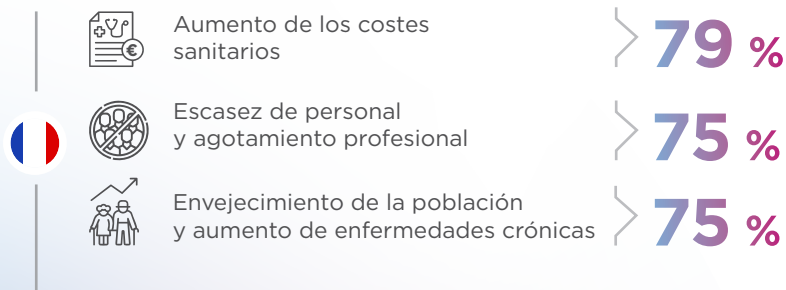 Aumento de los costes
sanitarios
79 %
Escasez de personal
y agotamiento profesional
75 %
Envejecimiento de la población
y aumento de enfermedades crónicas
75 %